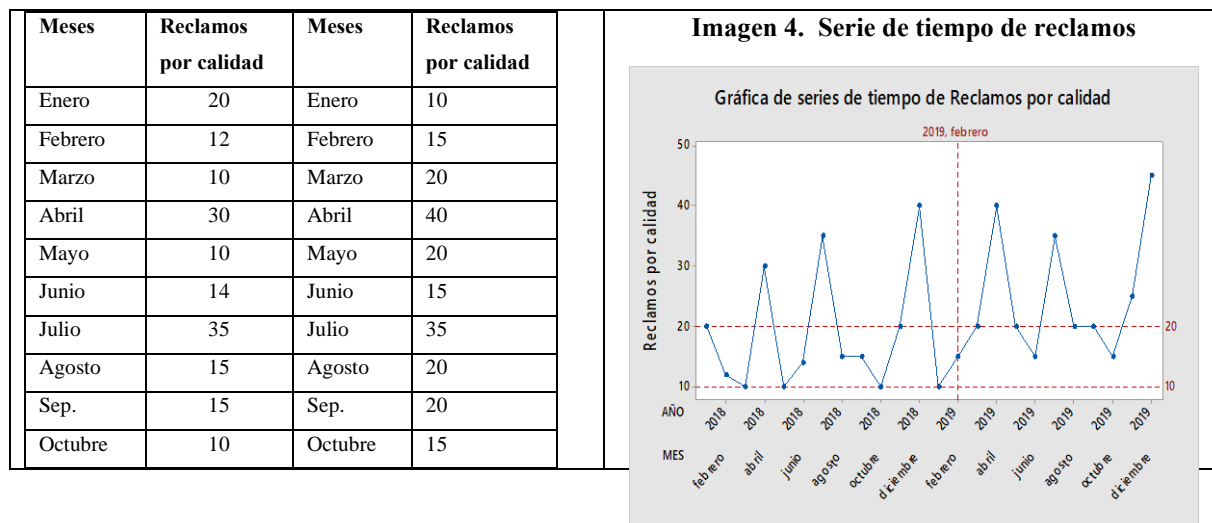 Meses Reclamos por calidad Meses Reclamos por calidad
Enero 20 Enero 10
Febrero 12 Febrero 15
Marzo 10 Marzo 20
Abril 30 Abril 40
Mayo 10 Mayo 20
Junio 14 Junio 15
Julio 35 Julio 35
Agosto 15 Agosto 20
Sep. 15 Sep. 20
Octubre 10 Octubre 15
Imagen 4. Serie de tiempo de reclamos
Gráfica de series de tiempo de Reclamos por calidad
2019, febrero
Reclamos por calidad
50
40
30
20
10
20
10
AÑO 2018 2018 2018 2018 2018 2018 2019 2019 2019 2019 2019 2019
MES febrero abril junio agosto octubre diciembre febrero abril junio agosto octubre diciembre